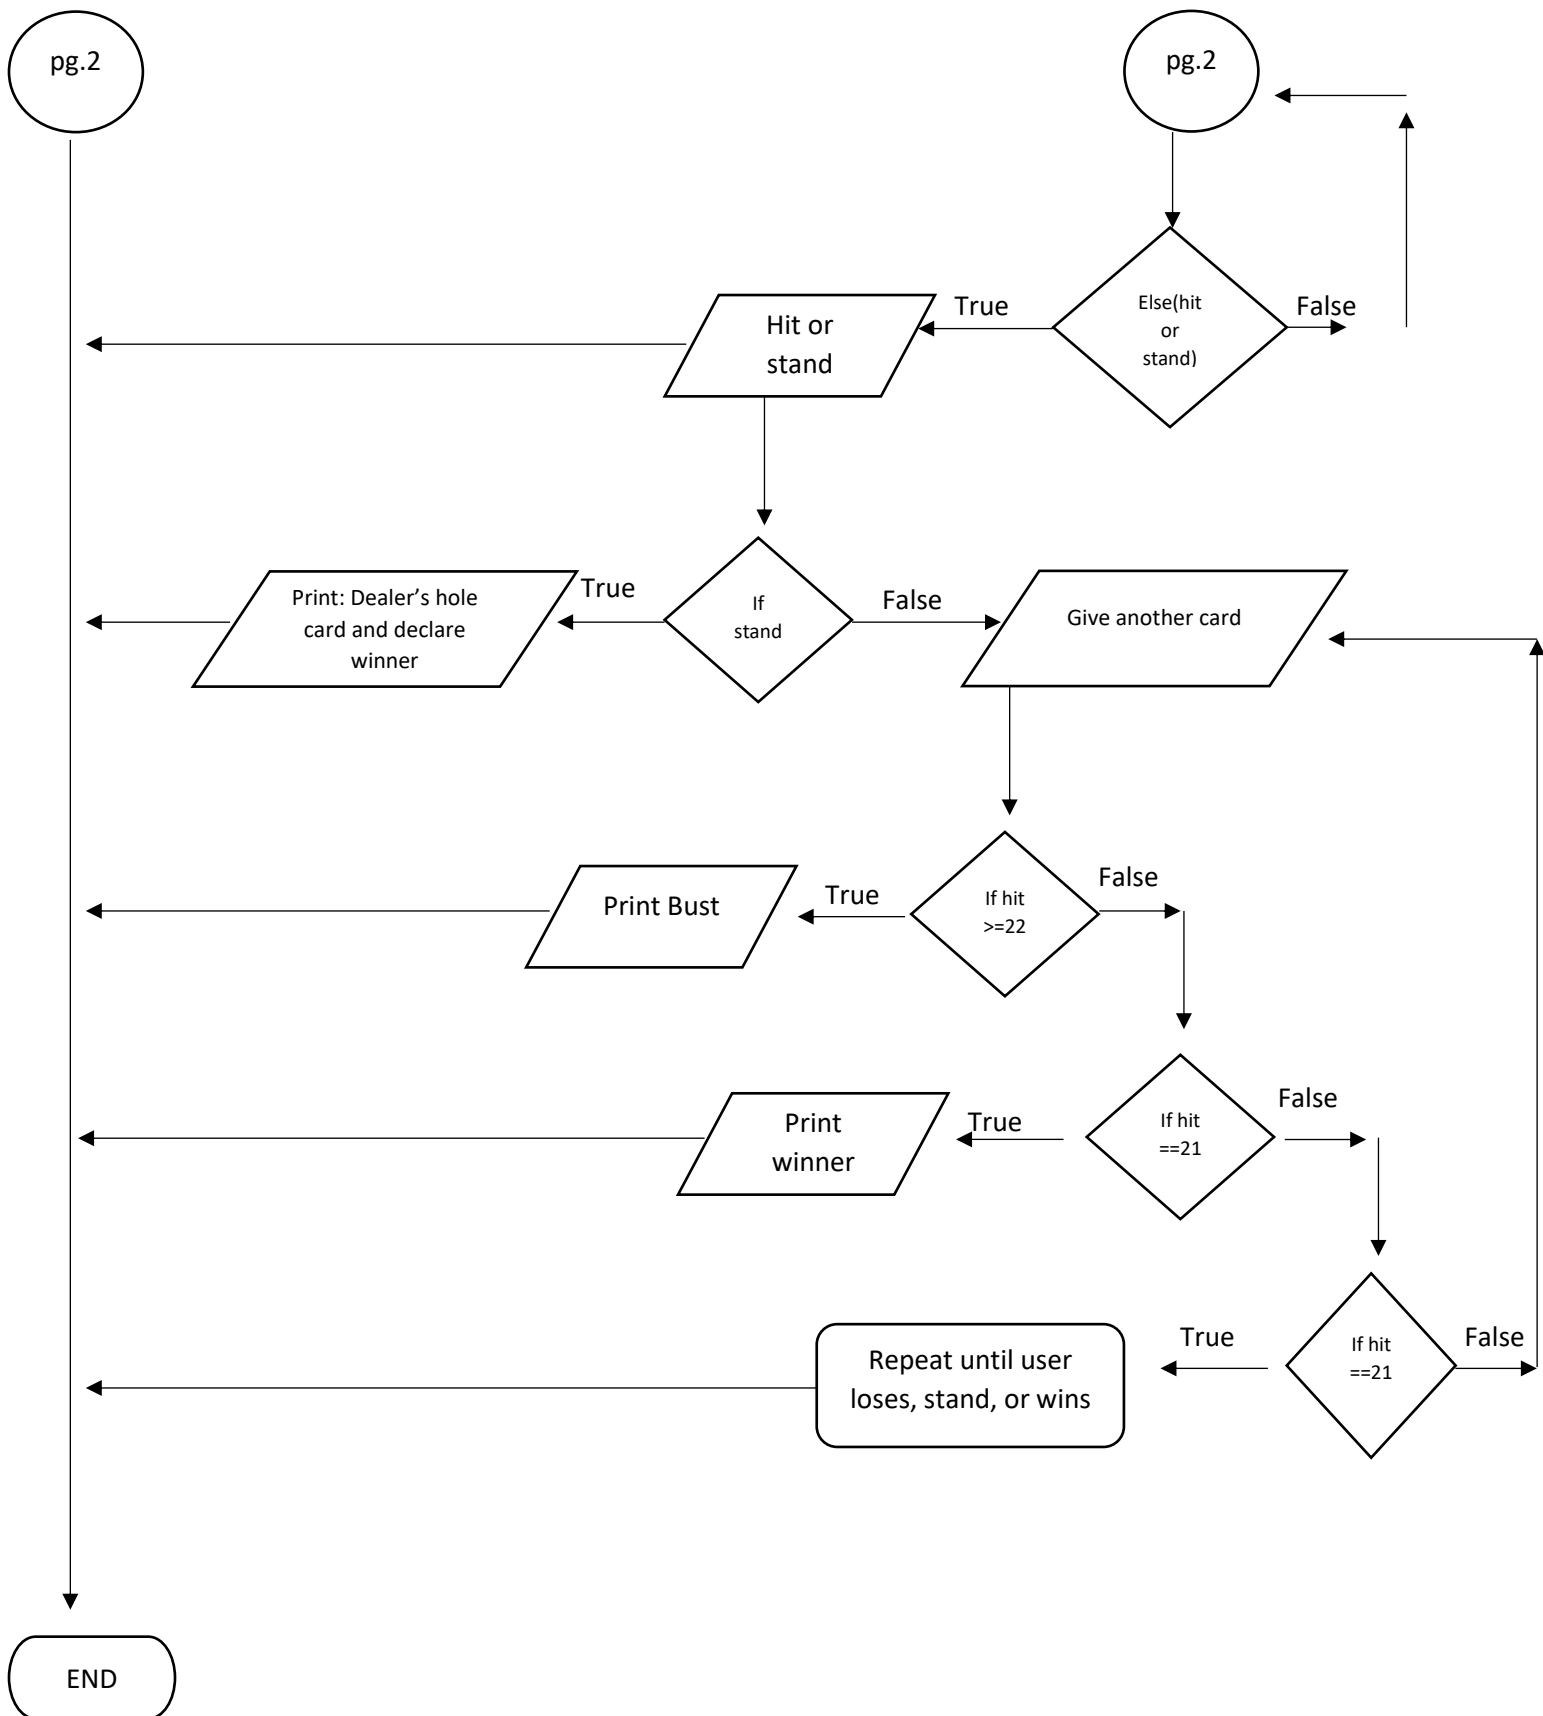 pg.2
pg.2
Else(hit
or
stand)
True
False
Hit or
stand
If
stand
True
False
Print: Dealer’s hole
card and declare
winner
Give another card
If hit
>=22
True
False
Print Bust
If hit
==21
True
False
Print
winner
If hit
==21
True
False
Repeat until user
loses, stand, or wins
END